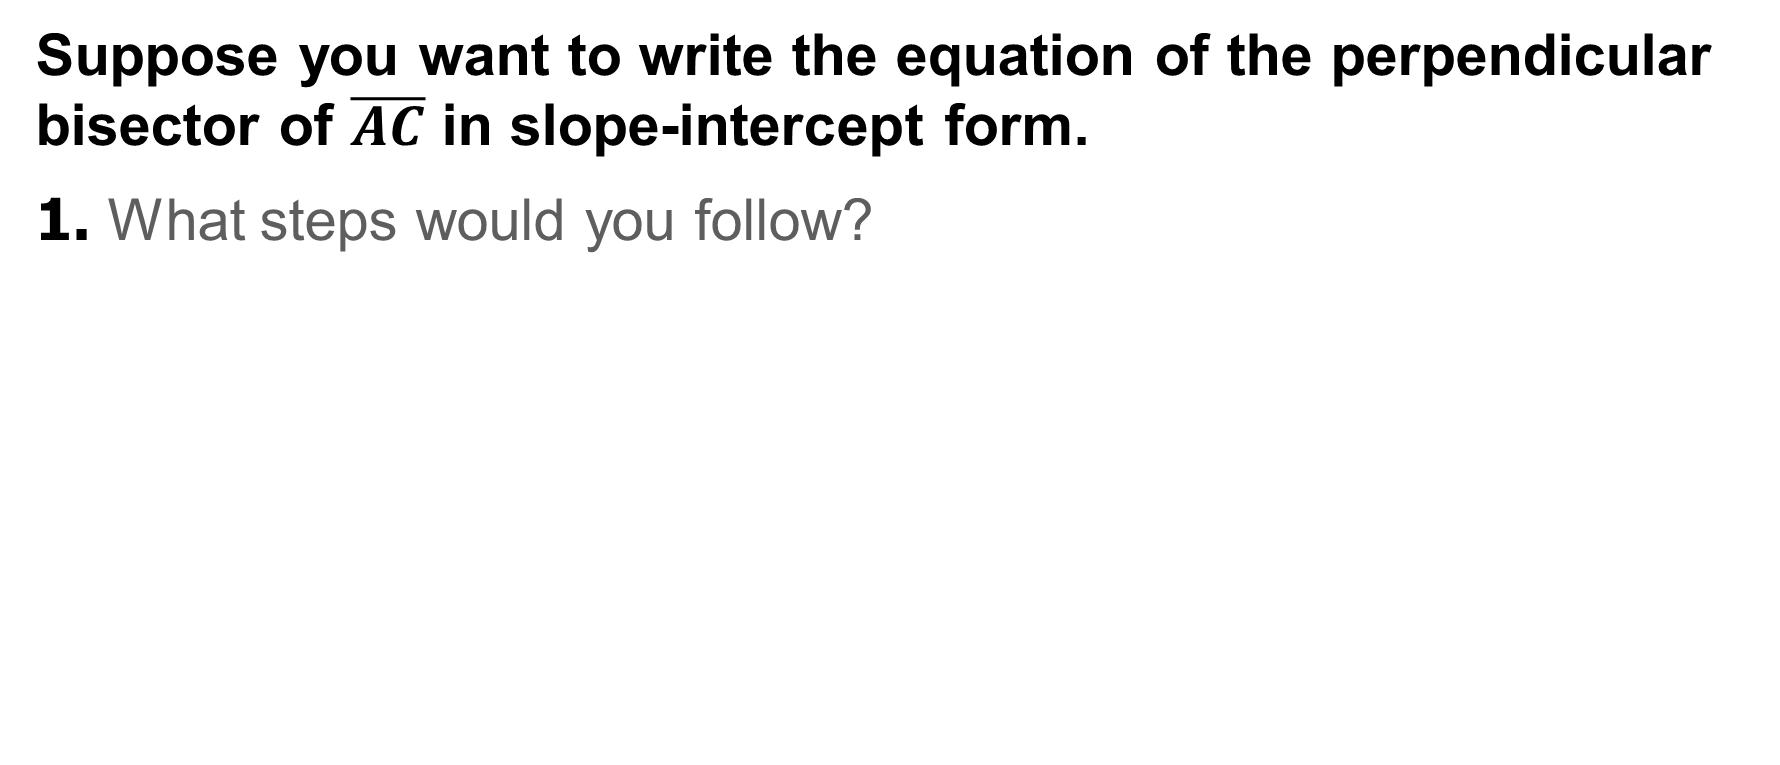 Suppose you want to write the equation of the perpendicular
bisector of A̅C̅ in slope-intercept form.
1. What steps would you follow?